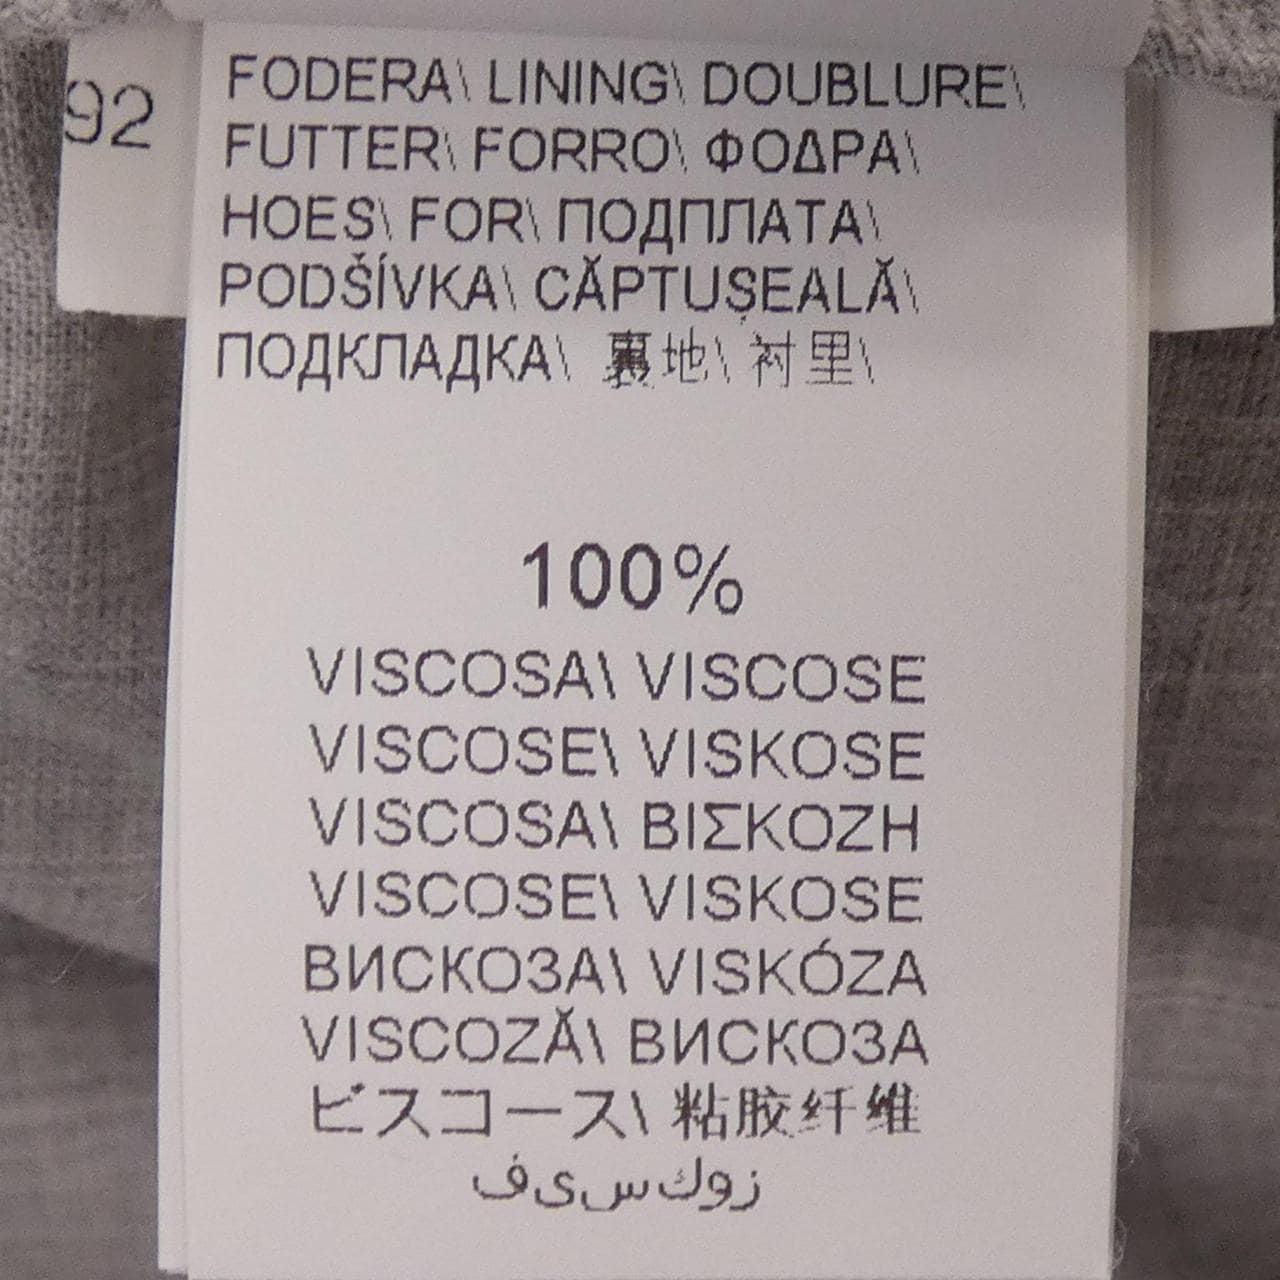 92
FODERA\ LINING\ DOUBLURE\
FUTTER\ FORRO\ ΦΟΔΡΑ\
HOES\ FOR\ ПОДПЛАТА\
PODŠÍVKA\ CĂPTUȘEALĂ\
ПОДКЛАДКА\ 裏地\ 衬里\
100%
VISCOSA\ VISCOSE
VISCOSE\ VISKOSE
VISCOSA\ ΒΙΣΚΟΖΗ
VISCOSE\ VISKOSE
ВИСКОЗА\ VISKÓZA
VISCOZĂ\ ВИСКОЗА
ビスコース\ 粘胶纤维
زوكسيف